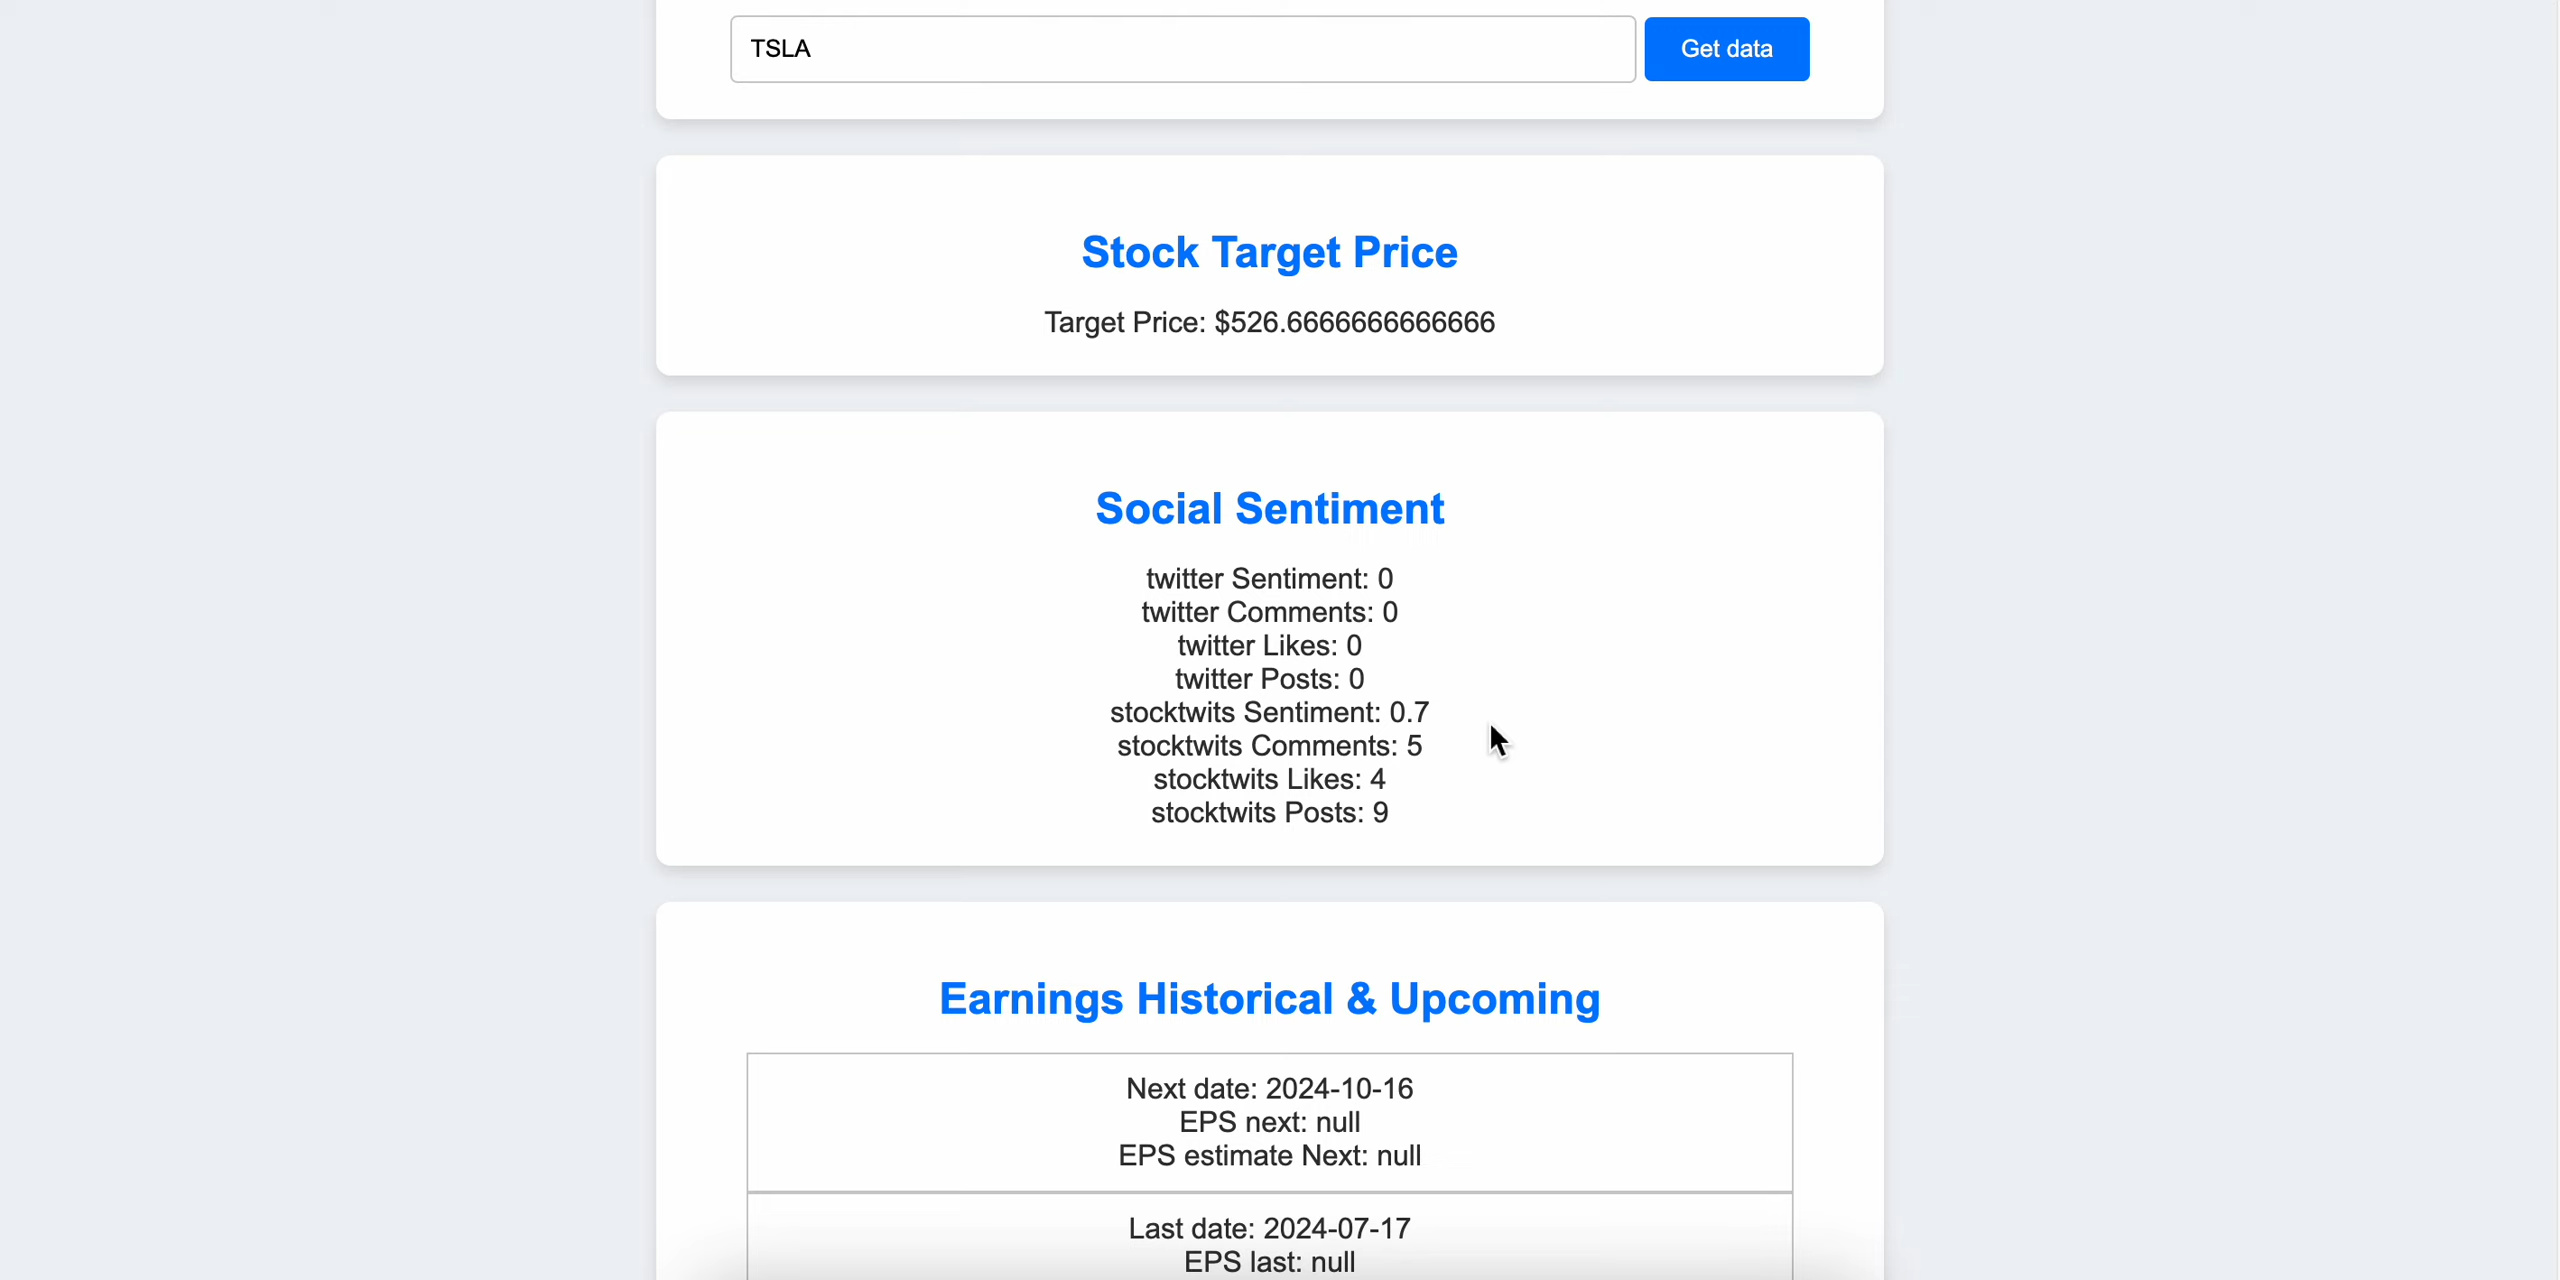 TSLA
Get data
Stock Target Price
Target Price: $526.6666666666666
Social Sentiment
twitter Sentiment: 0
twitter Comments: 0
twitter Likes: 0
twitter Posts: 0
stocktwits Sentiment: 0.7
stocktwits Comments: 5
stocktwits Likes: 4
stocktwits Posts: 9
Earnings Historical & Upcoming
Next date: 2024-10-16
EPS next: null
EPS estimate Next: null
Last date: 2024-07-17
EPS last: null